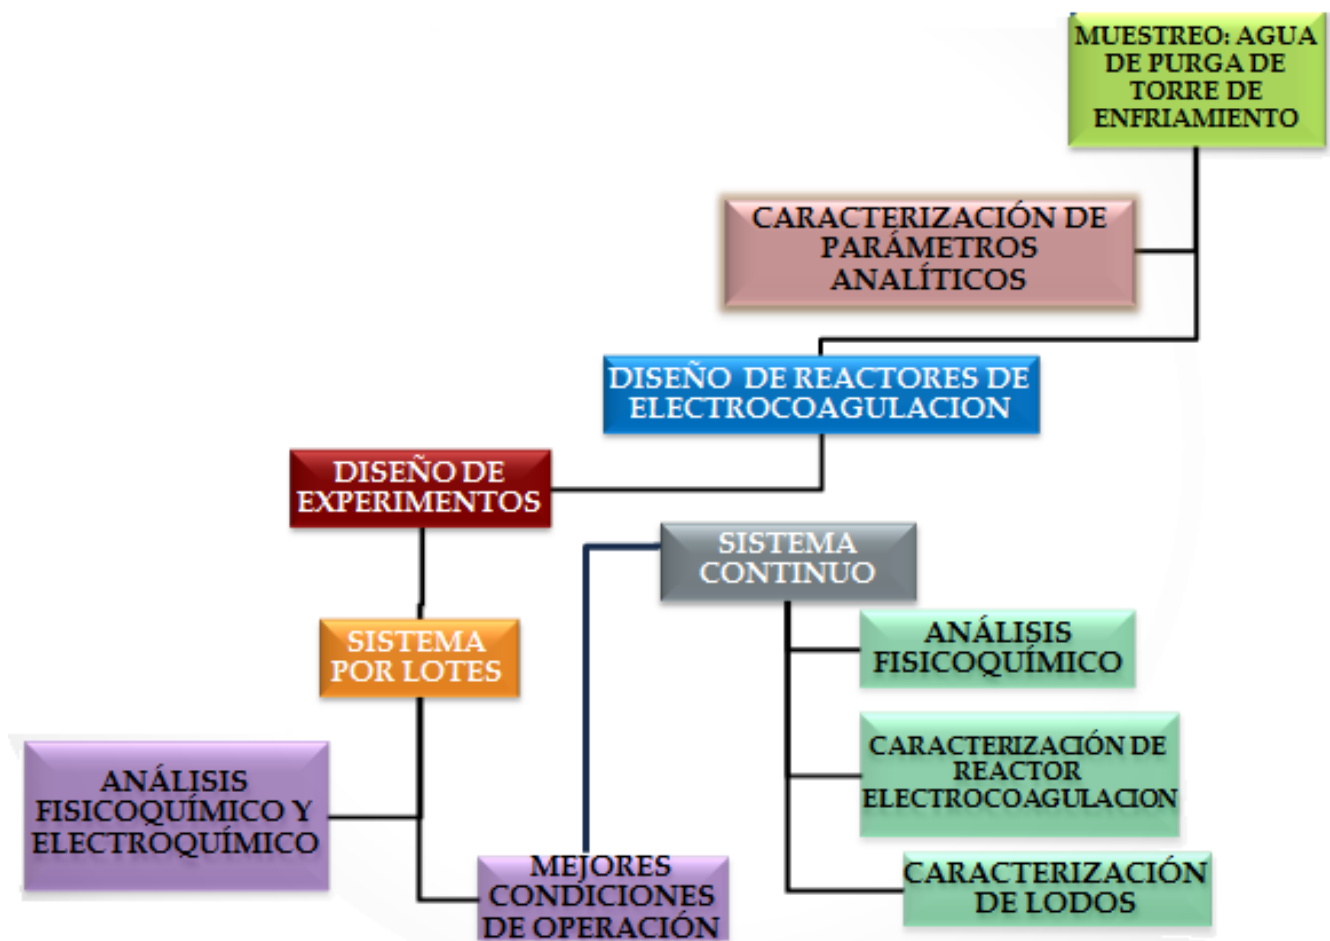 MUESTREO: AGUA
DE PURGA DE
TORRE DE
ENFRIAMIENTO
CARACTERIZACIÓN DE
PARÁMETROS
ANALÍTICOS
DISEÑO DE REACTORES DE
ELECTROCOAGULACION
DISEÑO DE
EXPERIMENTOS
SISTEMA
CONTINUO
SISTEMA
POR LOTES
ANÁLISIS
FISICOQUÍMICO
CARACTERIZACIÓN DE
REACTOR
ELECTROCOAGULACION
ANÁLISIS
FISICOQUÍMICO Y
ELECTROQUÍMICO
MEJORES
CONDICIONES
DE OPERACIÓN
CARACTERIZACIÓN
DE LODOS